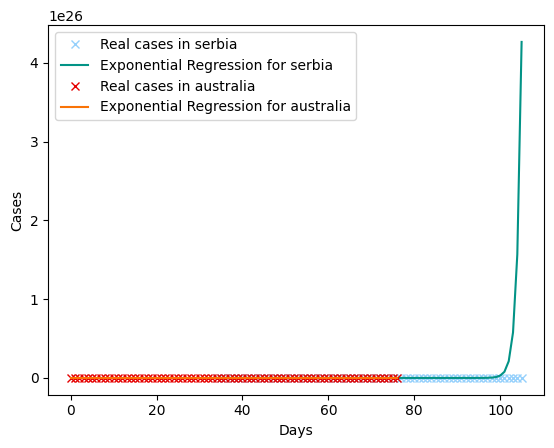 1e26
Real cases in serbia
Exponential Regression for serbia
Real cases in australia
Exponential Regression for australia
4
3
2
1
0
Cases
0 20 40 60 80 100
Days